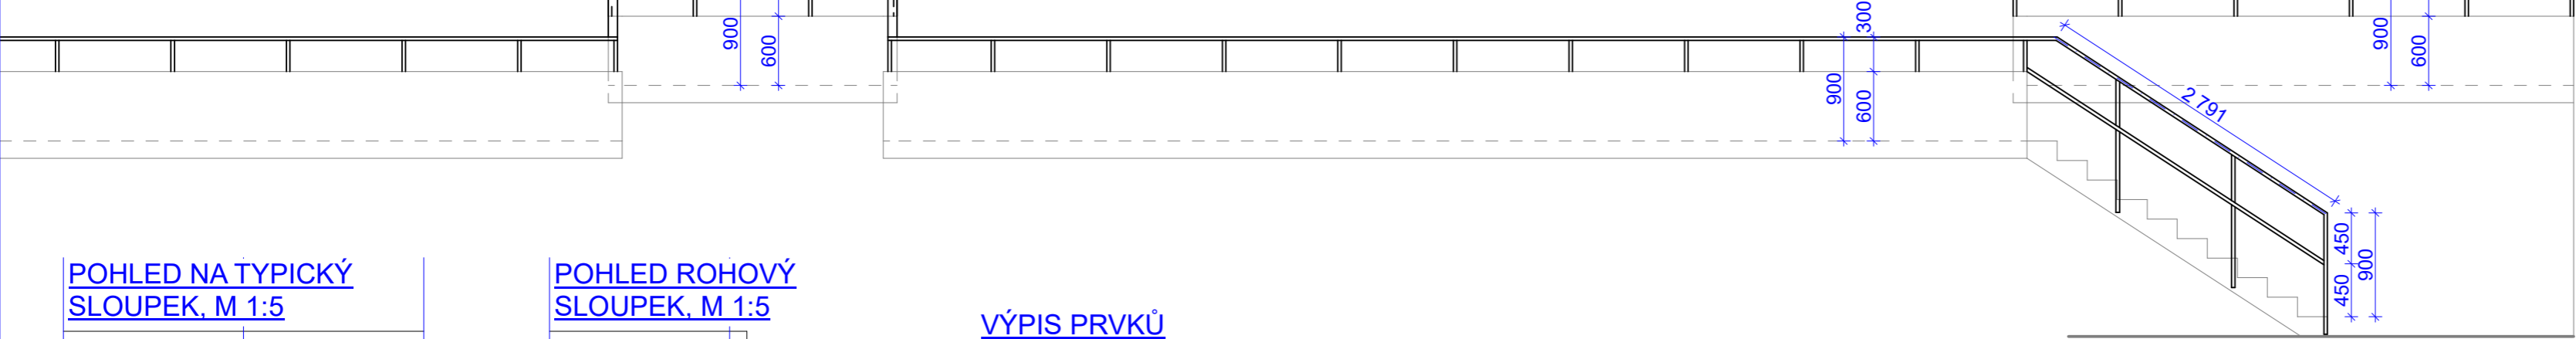 900
600
300
900
600
900
600
2 791
450
450
900
POHLED NA TYPICKÝ
SLOUPEK, M 1:5
POHLED ROHOVÝ
SLOUPEK, M 1:5
VÝPIS PRVKŮ